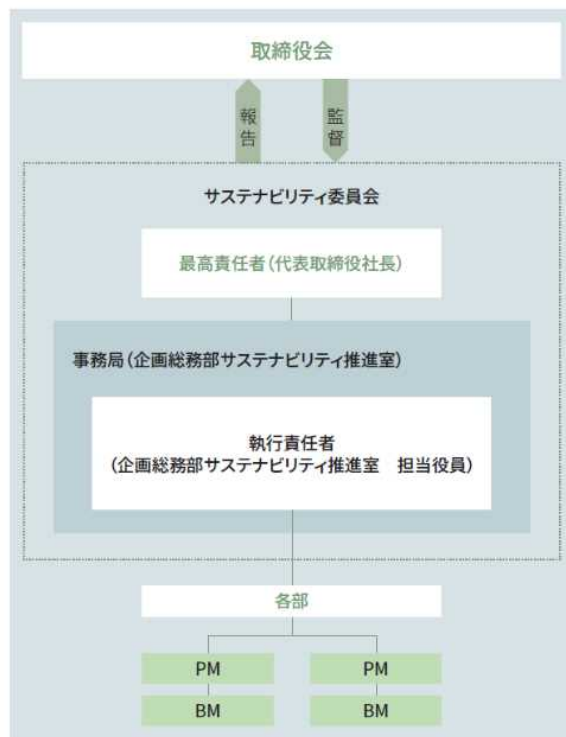 取締役会
報告
監督
サステナビリティ委員会
最高責任者(代表取締役社長)
事務局(企画総務部サステナビリティ推進室)
執行責任者
(企画総務部サステナビリティ推進室　担当役員)
各部
PM
PM
BM
BM